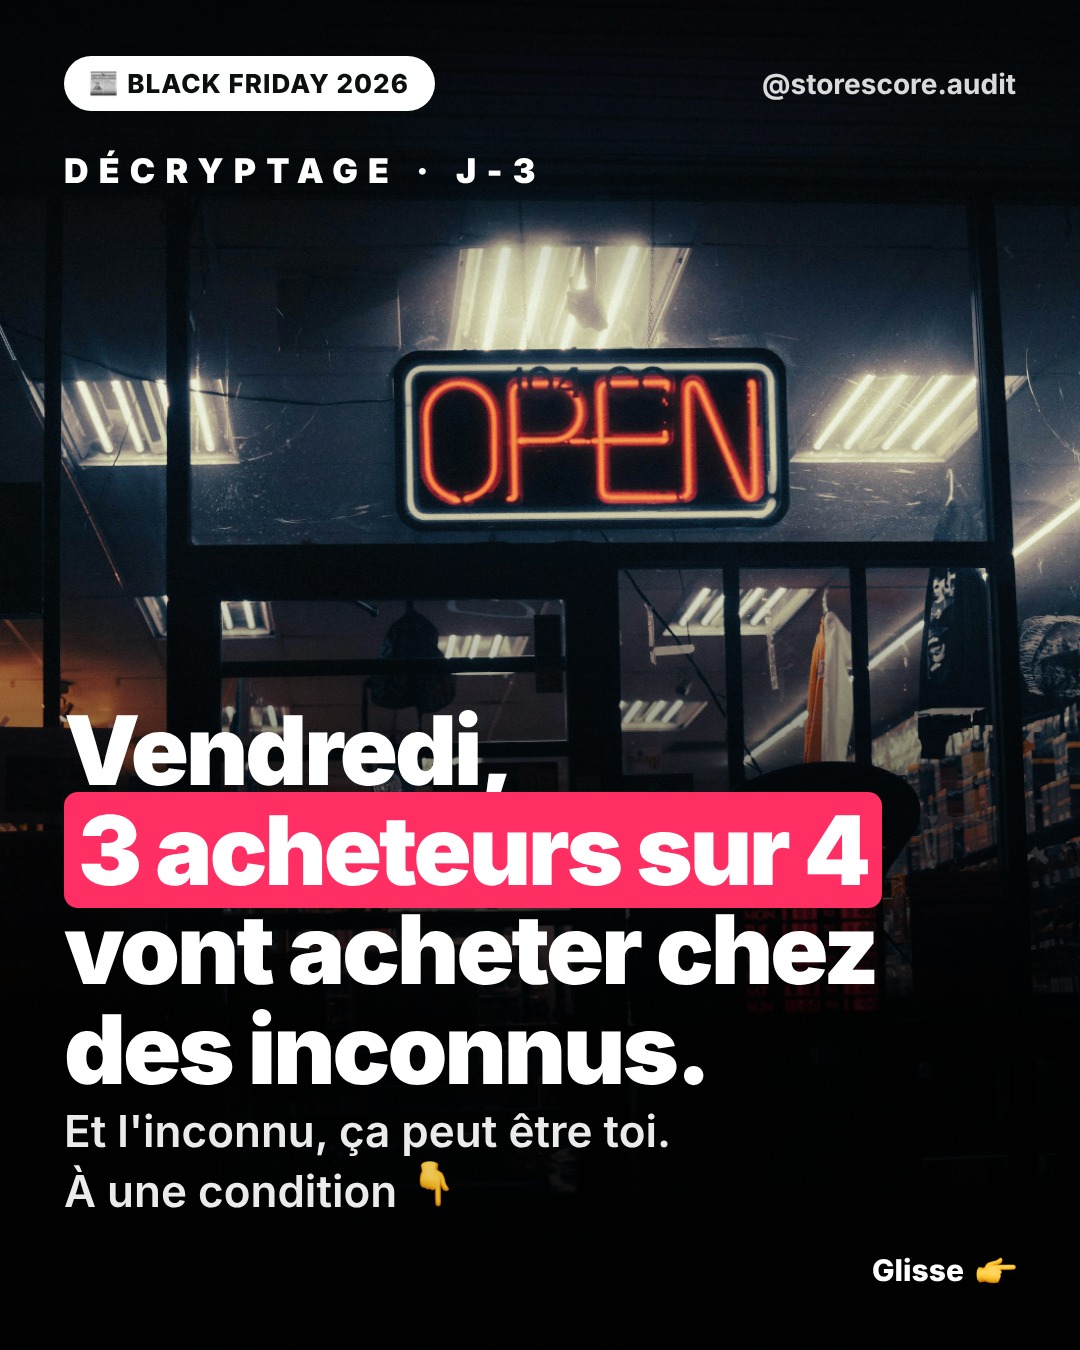 📰 BLACK FRIDAY 2026
@storescore.audit
DÉCRYPTAGE · J-3
OPEN
Vendredi,
3 acheteurs sur 4
vont acheter chez
des inconnus.
Et l'inconnu, ça peut être toi.
À une condition 👇
Glisse 👉